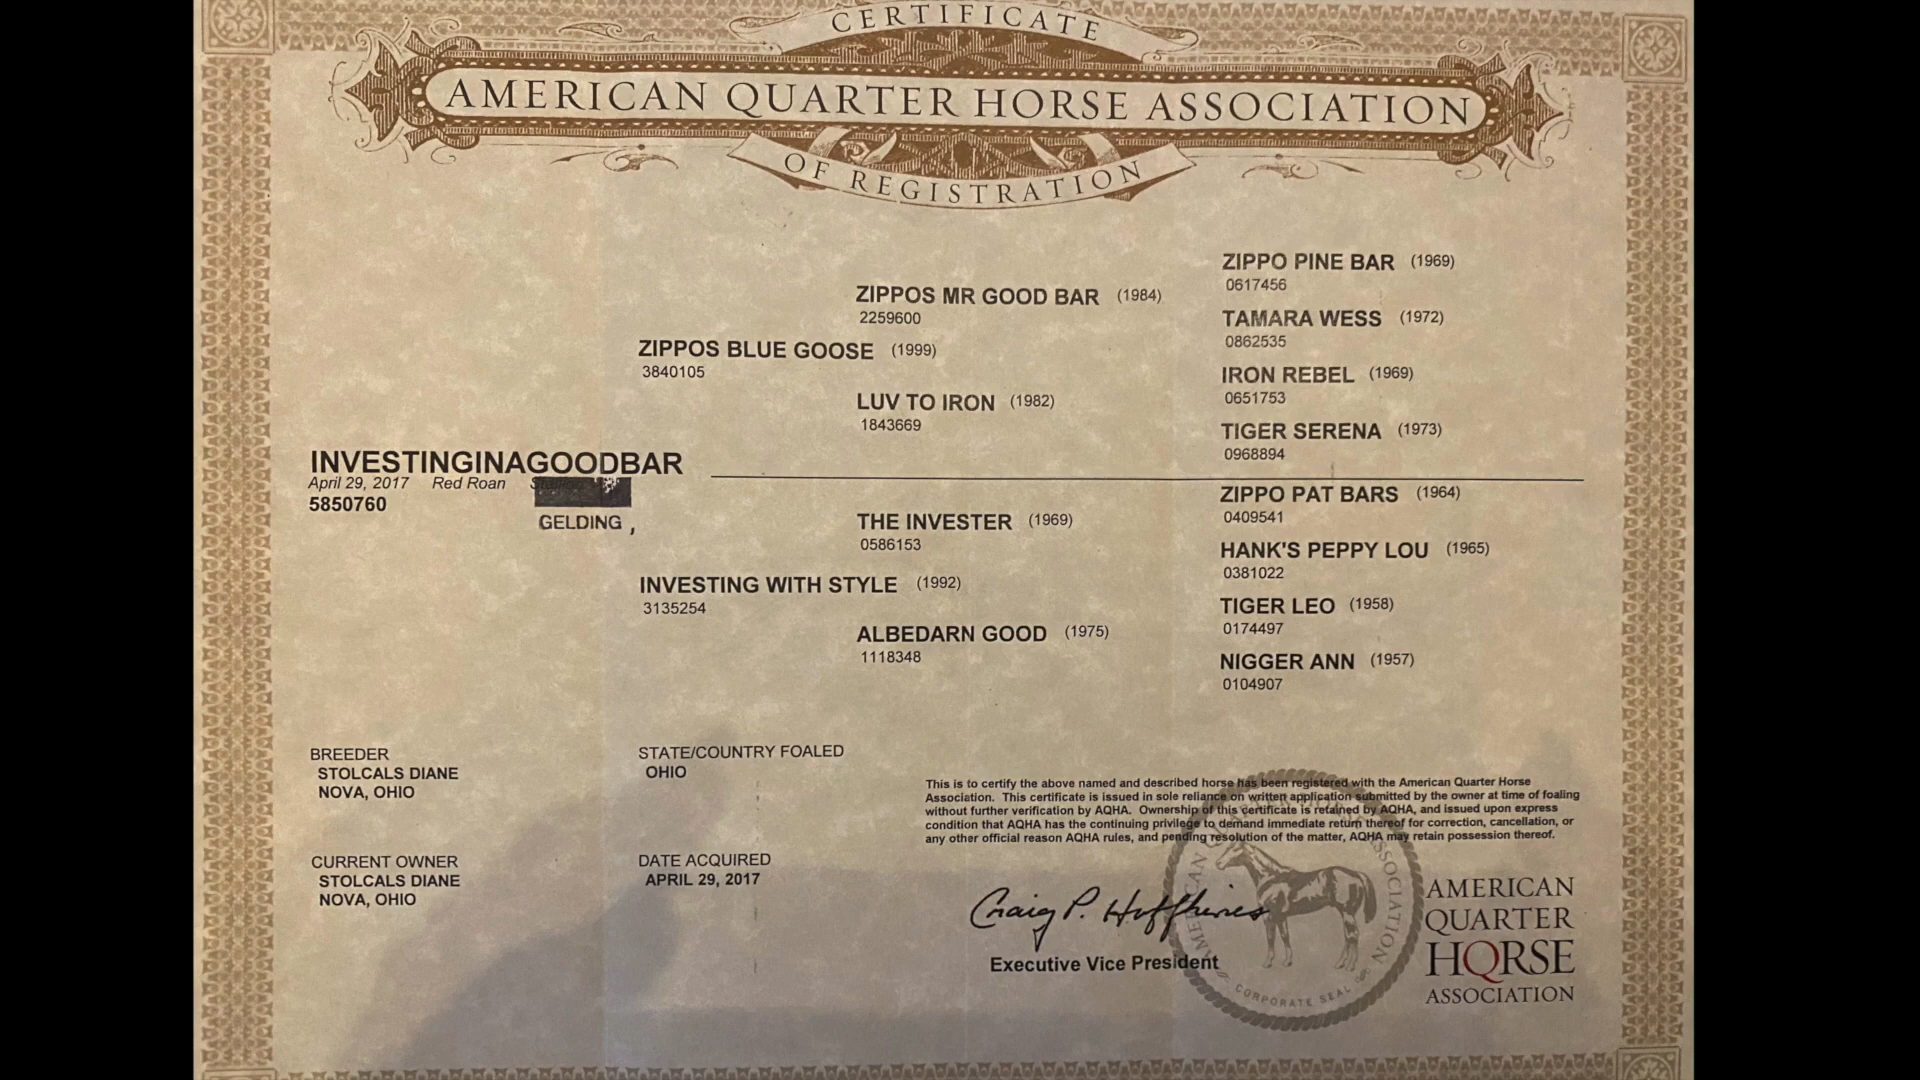 CERTIFICATE
AMERICAN QUARTER HORSE ASSOCIATION
OF REGISTRATION
ZIPPO PINE BAR (1969)
0617456
ZIPPOS MR GOOD BAR (1984)
2259600
TAMARA WESS (1972)
0862535
ZIPPOS BLUE GOOSE (1999)
3840105
IRON REBEL (1969)
0651753
LUV TO IRON (1982)
1843669
TIGER SERENA (1973)
0968894
INVESTINGINAGOODBAR
April 29, 2017 Red Roan
5850760
GELDING ,
ZIPPO PAT BARS (1964)
0409541
THE INVESTER (1969)
0586153
HANK'S PEPPY LOU (1965)
0381022
INVESTING WITH STYLE (1992)
3135254
TIGER LEO (1958)
0174497
ALBEDARN GOOD (1975)
1118348
NIGGER ANN (1957)
0104907
BREEDER
STOLCALS DIANE
NOVA, OHIO
STATE/COUNTRY FOALED
OHIO
CURRENT OWNER
STOLCALS DIANE
NOVA, OHIO
DATE ACQUIRED
APRIL 29, 2017
This is to certify the above named and described horse has been registered with the American Quarter Horse
Association. This certificate is issued in sole reliance on written application submitted by the owner at time of foaling
without further verification by AQHA. Ownership of this certificate is retained by AQHA, and issued upon express
condition that AQHA has the continuing privilege to demand immediate return thereof for correction, cancellation, or
any other official reason AQHA rules, and pending resolution of the matter, AQHA may retain possession thereof.
Craig P. Huffhines
Executive Vice President
AMERICAN QUARTER HORSE ASSOCIATION
CORPORATE SEAL
AMERICAN
QUARTER
HORSE
ASSOCIATION